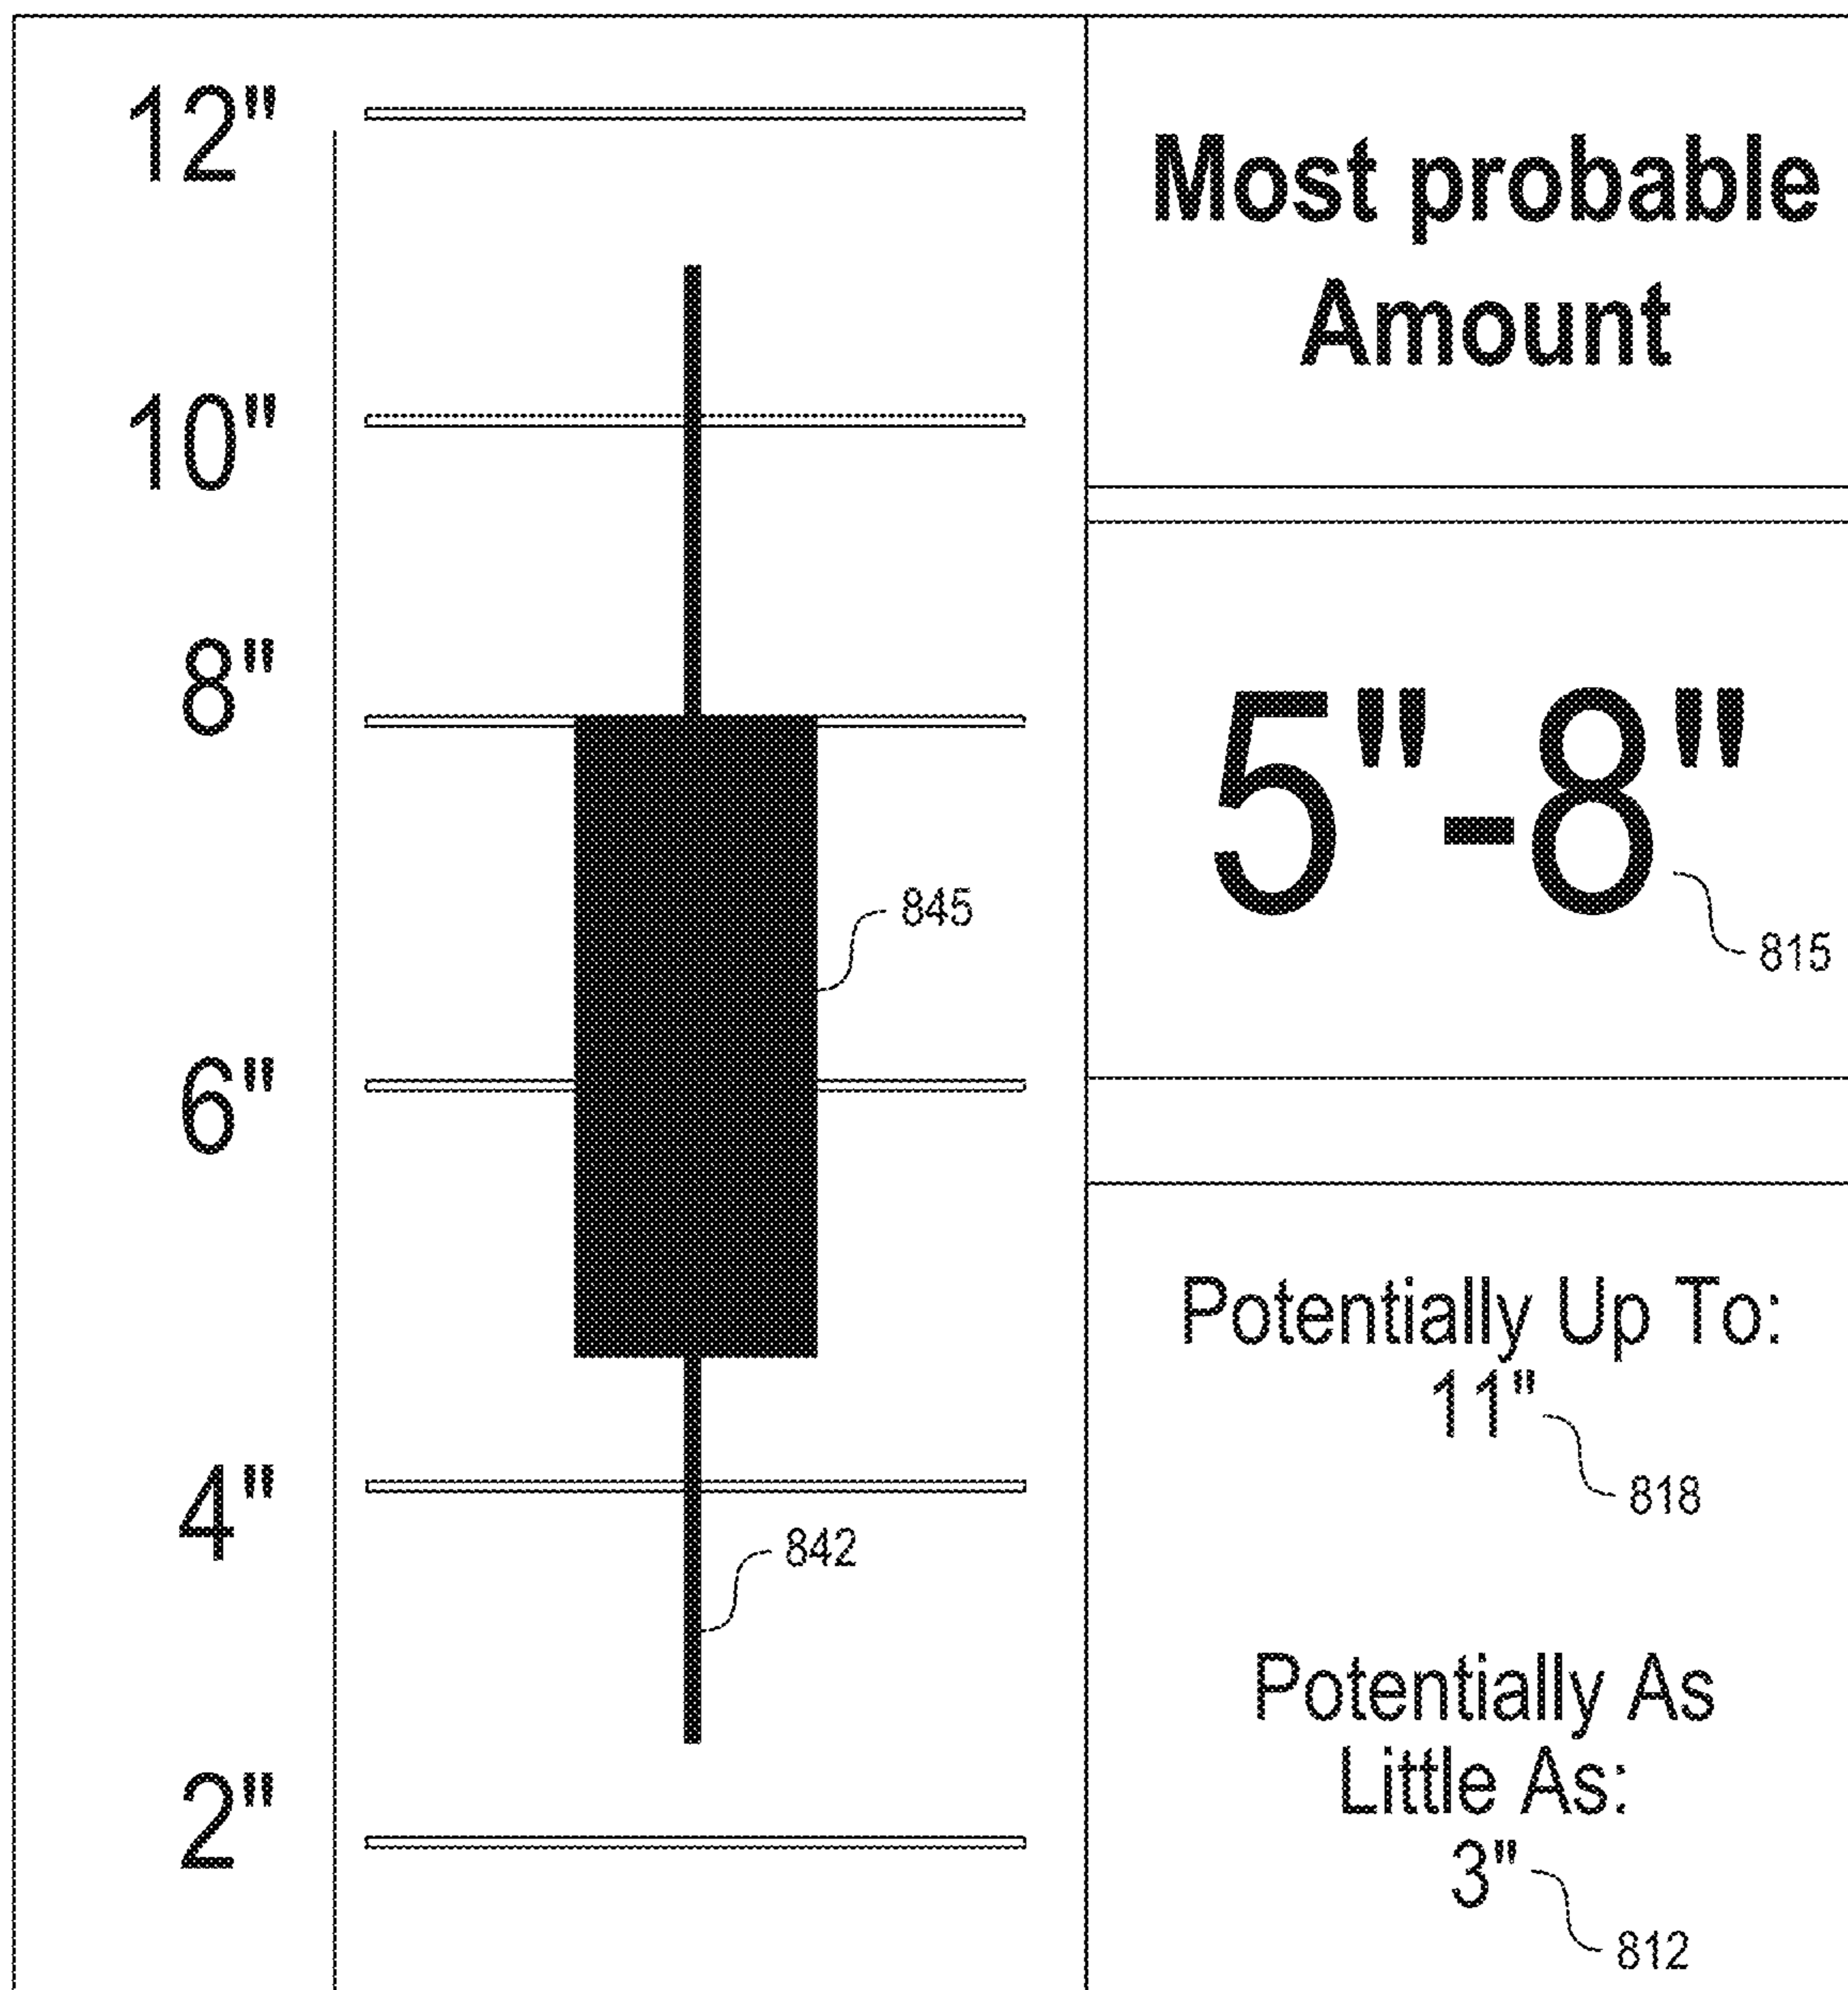 12"
10"
8"
6"
4"
2"
845
842
Most probable
Amount
5"-8"
815
Potentially Up To:
11"
818
Potentially As
Little As:
3"
812